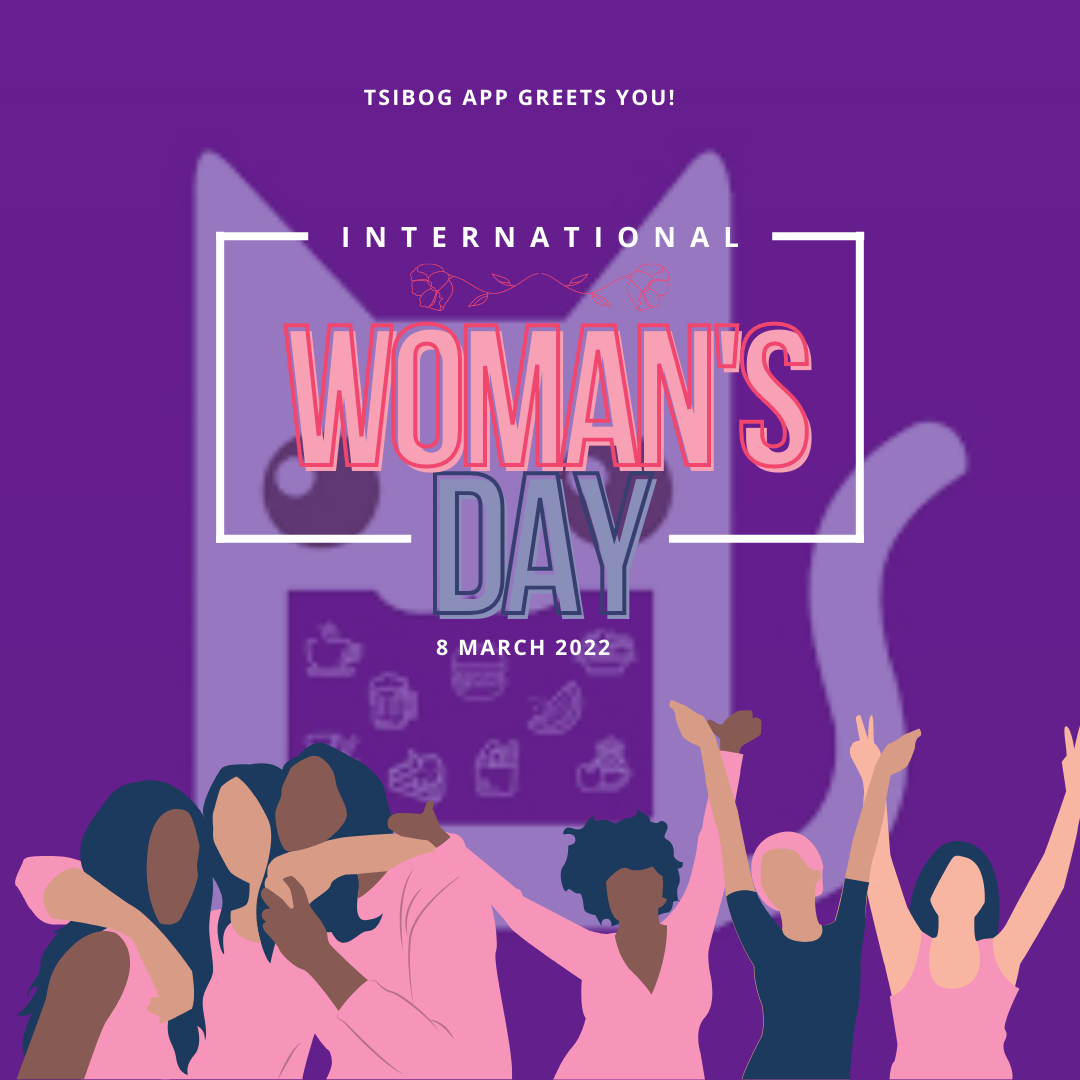 TSIBOG APP GREETS YOU!
INTERNATIONAL
WOMAN'S
DAY
8 MARCH 2022